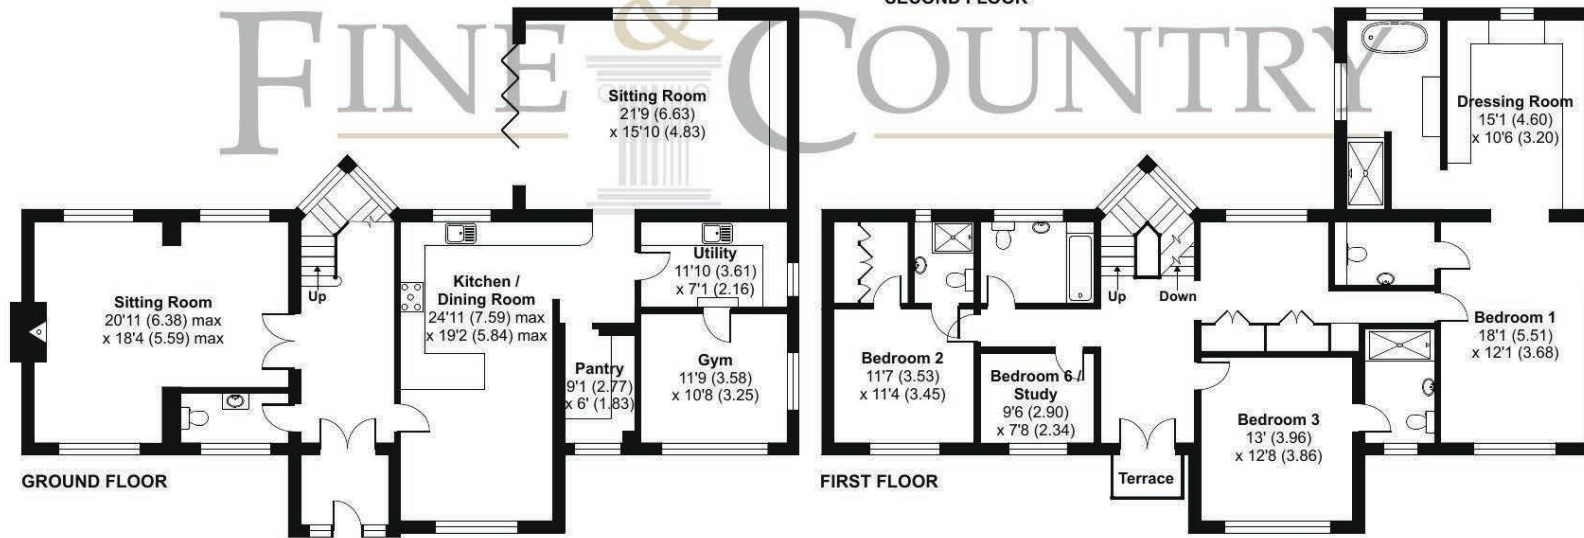 SECOND FLOOR
FINE & COUNTRY
Sitting Room
21'9 (6.63)
x 15'10 (4.83)
Dressing Room
15'1 (4.60)
x 10'6 (3.20)
Sitting Room
20'11 (6.38) max
x 18'4 (5.59) max
Up
Kitchen /
Dining Room
24'11 (7.59) max
x 19'2 (5.84) max
Utility
11'10 (3.61)
x 7'1 (2.16)
Pantry
9'1 (2.77)
x 6' (1.83)
Gym
11'9 (3.58)
x 10'8 (3.25)
GROUND FLOOR
Up
Down
Bedroom 1
18'1 (5.51)
x 12'1 (3.68)
Bedroom 2
11'7 (3.53)
x 11'4 (3.45)
Bedroom 6 /
Study
9'6 (2.90)
x 7'8 (2.34)
Bedroom 3
13' (3.96)
x 12'8 (3.86)
Terrace
FIRST FLOOR